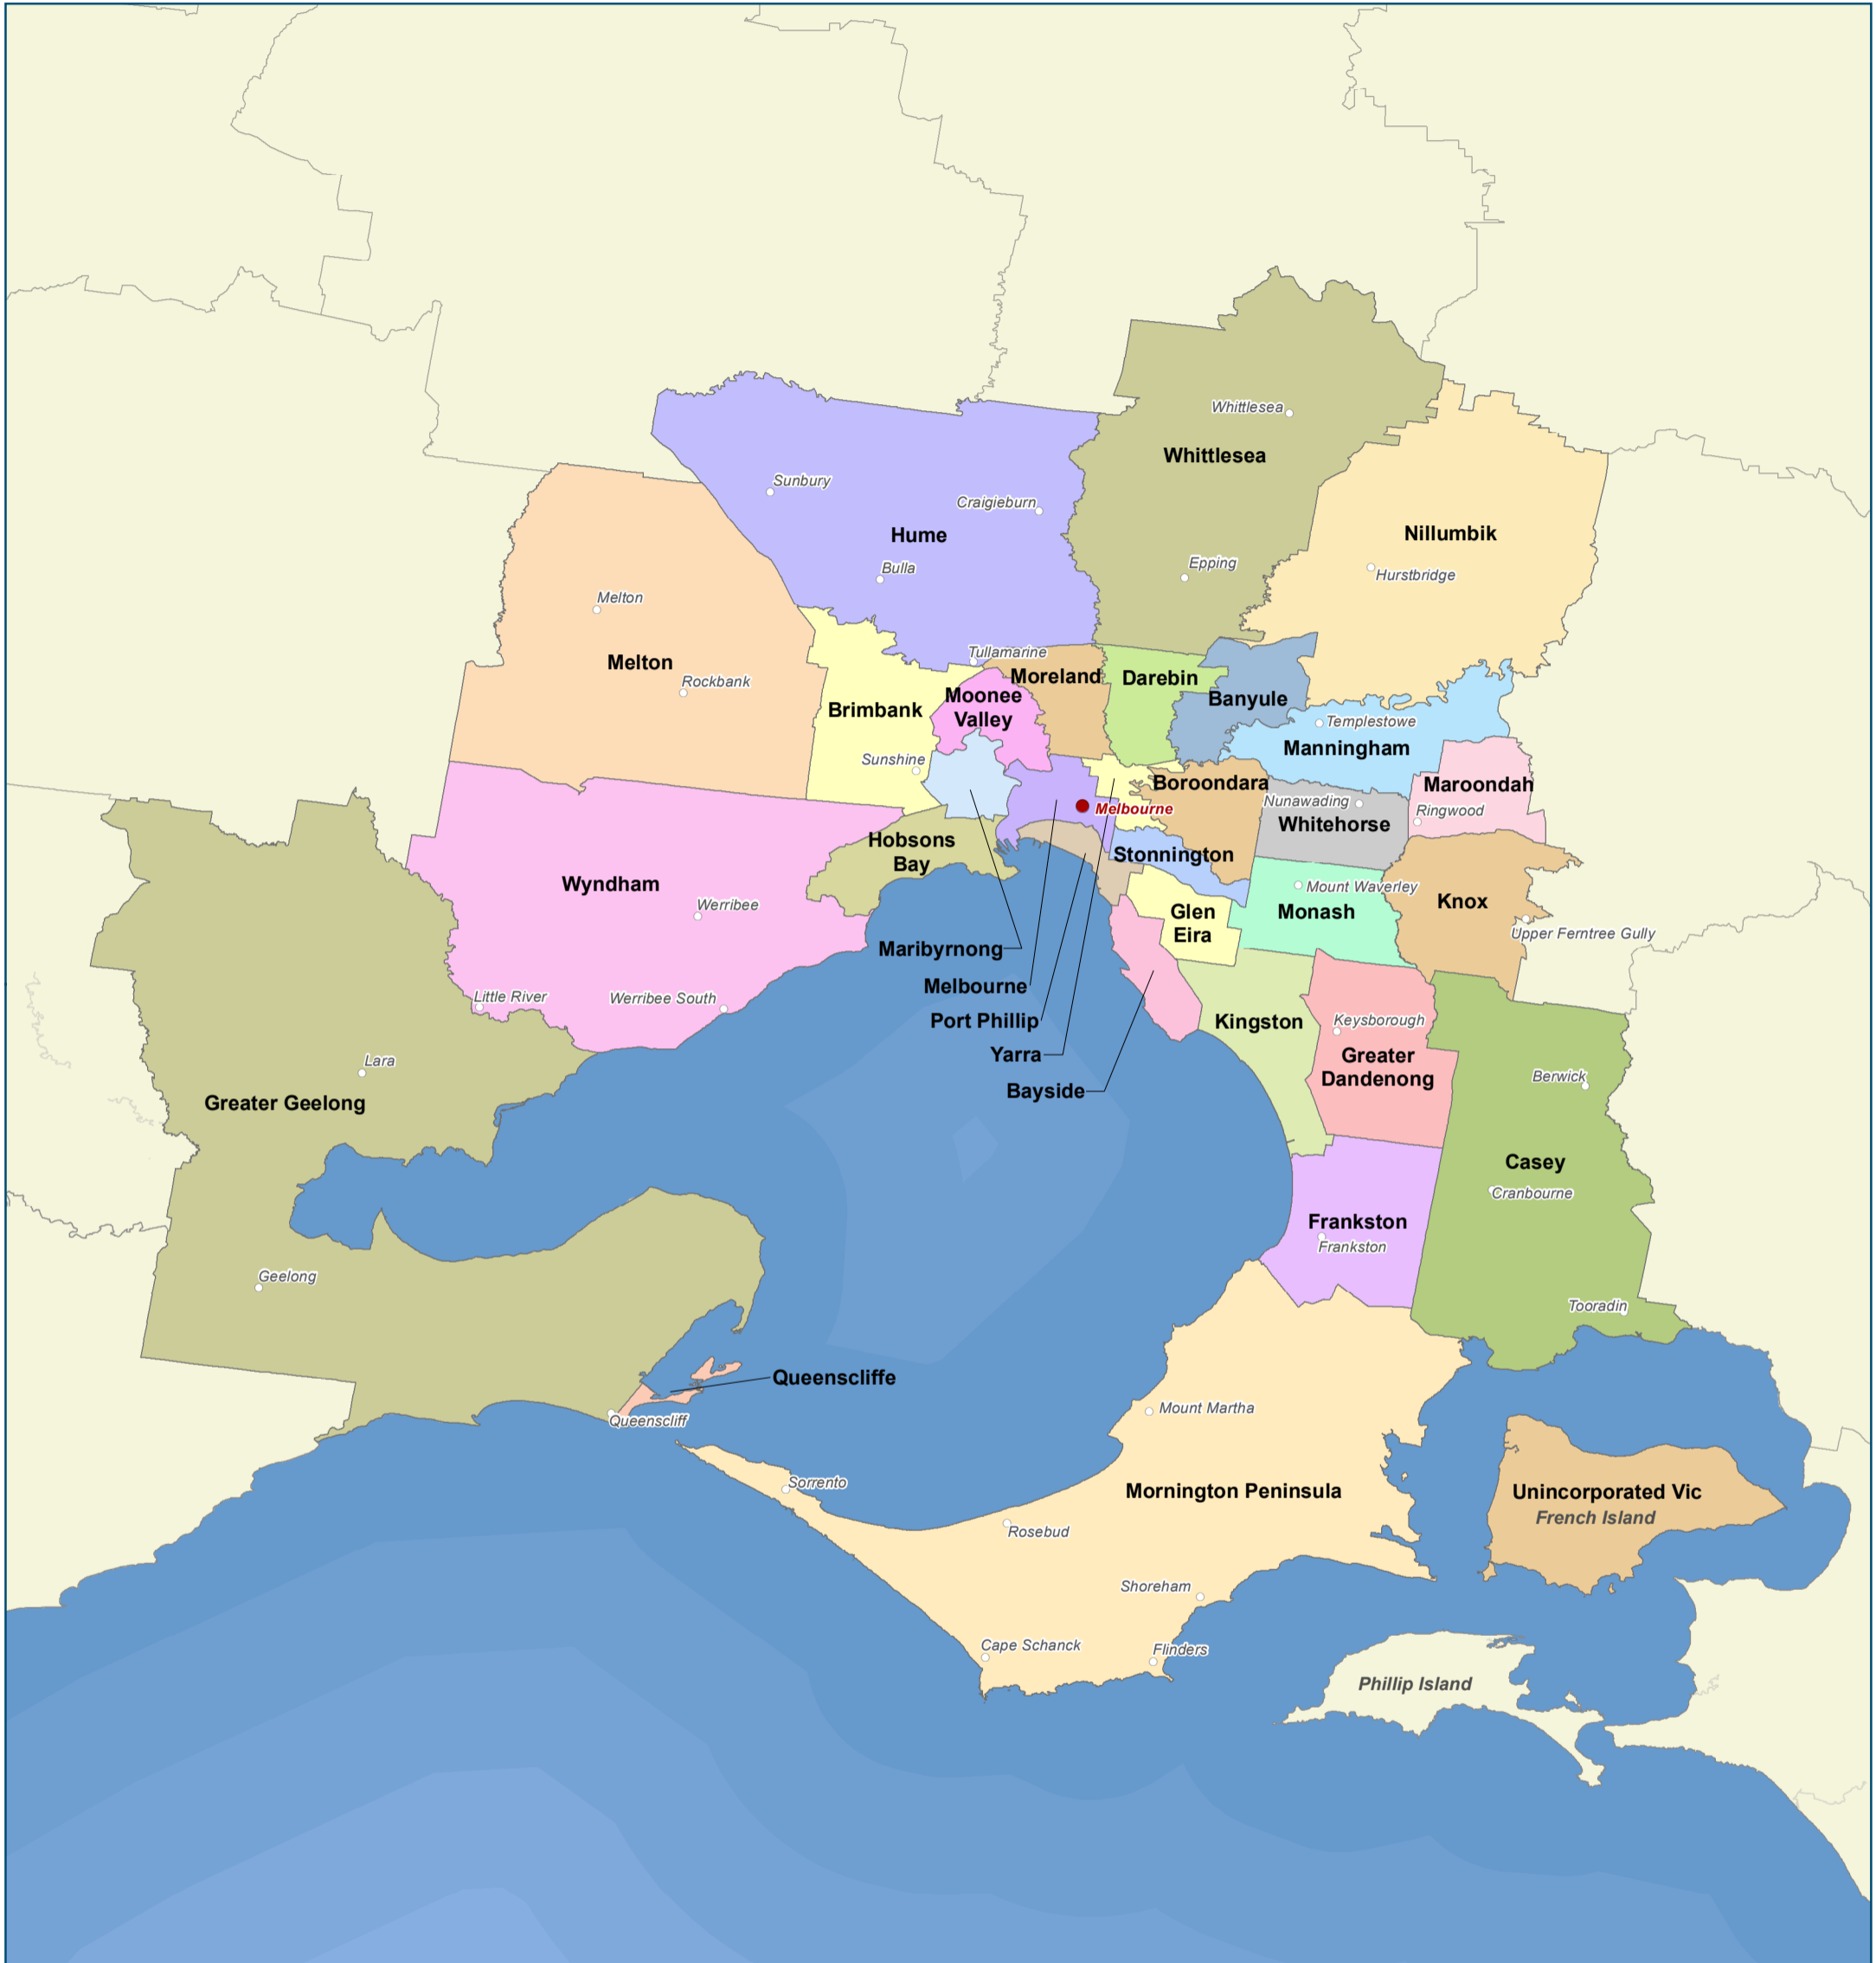 Whittlesea
Whittlesea
Sunbury
Craigieburn
Hume
Nillumbik
Bulla
Epping
Hurstbridge
Melton
Melton
Rockbank
Tullamarine
Moreland
Darebin
Banyule
Moonee
Valley
Brimbank
Templestowe
Manningham
Sunshine
Boroondara
Maroondah
Nunawading
Melbourne
Ringwood
Whitehorse
Hobsons
Bay
Stonnington
Wyndham
Mount Waverley
Werribee
Glen
Eira
Monash
Knox
Upper Ferntree Gully
Maribyrnong
Melbourne
Little River
Werribee South
Port Phillip
Kingston
Keysborough
Yarra
Greater
Dandenong
Lara
Bayside
Berwick
Greater Geelong
Casey
Cranbourne
Frankston
Frankston
Geelong
Tooradin
Queenscliffe
Queenscliff
Mount Martha
Sorrento
Mornington Peninsula
Unincorporated Vic
French Island
Rosebud
Shoreham
Cape Schanck
Flinders
Phillip Island